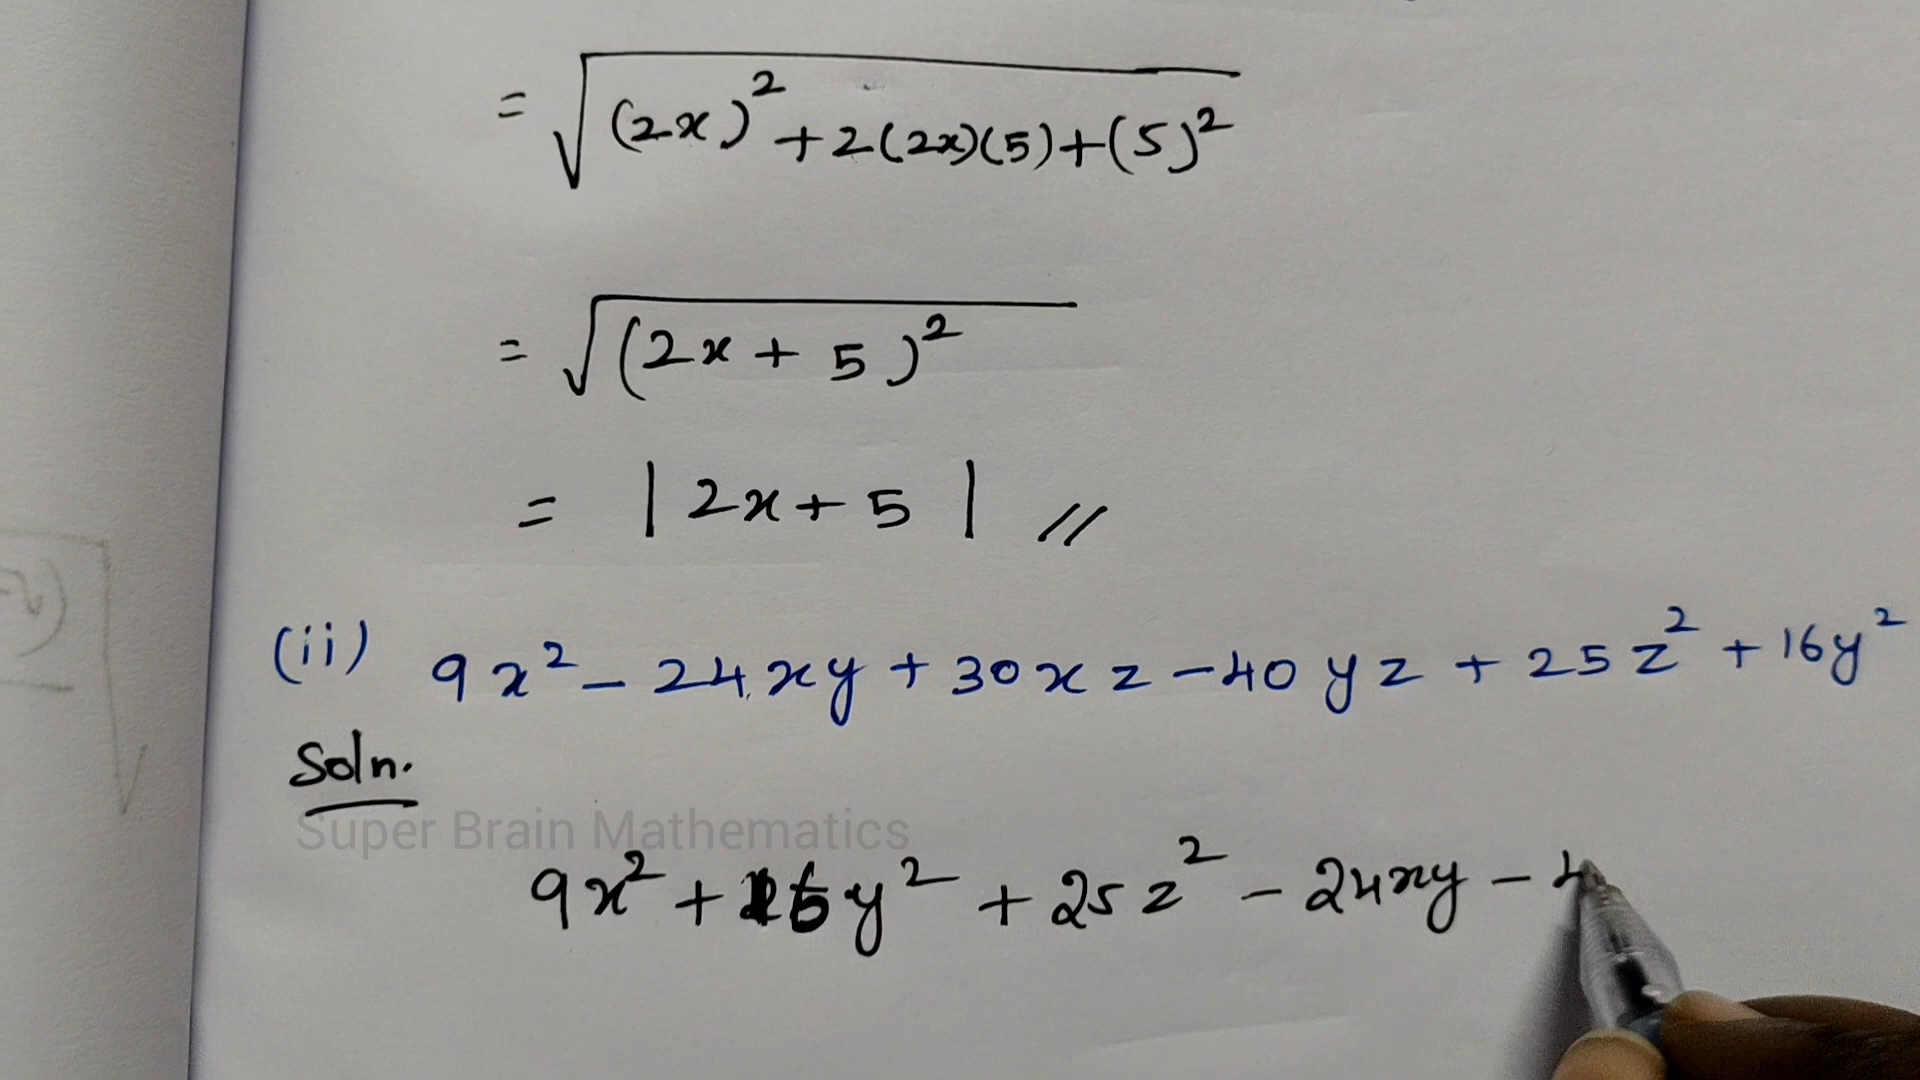 = √(2x)² + 2(2x)(5) + (5)²
= √(2x + 5)²
= |2x + 5| //
(ii) 9x² - 24xy + 30xz - 40yz + 25z² + 16y²
Soln.
Super Brain Mathematics
9x² + 16y² + 25z² - 24xy - 4